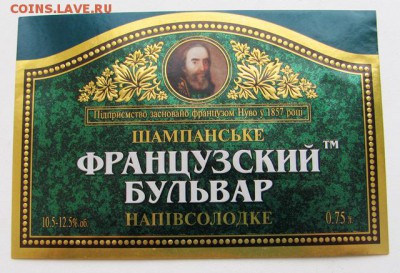 COINS.LAVE.RU
Підприємство засновано французом Нуво у 1857 році
ШАМПАНСЬКЕ
ФРАНЦУЗСКИЙ™
БУЛЬВАР
НАПІВСОЛОДКЕ
10.5-12.5% об. 0.75 л